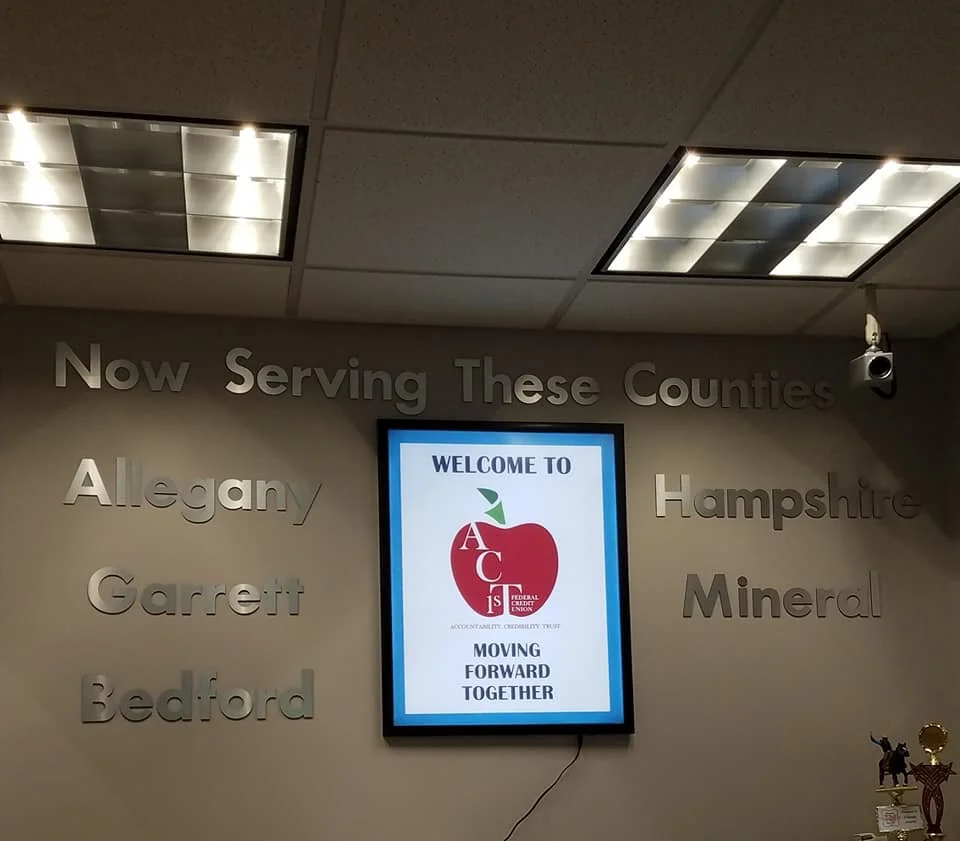 Now Serving These Counties
Allegany
Garrett
Bedford
WELCOME TO
ACT
1st
FEDERAL
CREDIT
UNION
ACCOUNTABILITY. CREDIBILITY. TRUST
MOVING
FORWARD
TOGETHER
Hampshire
Mineral